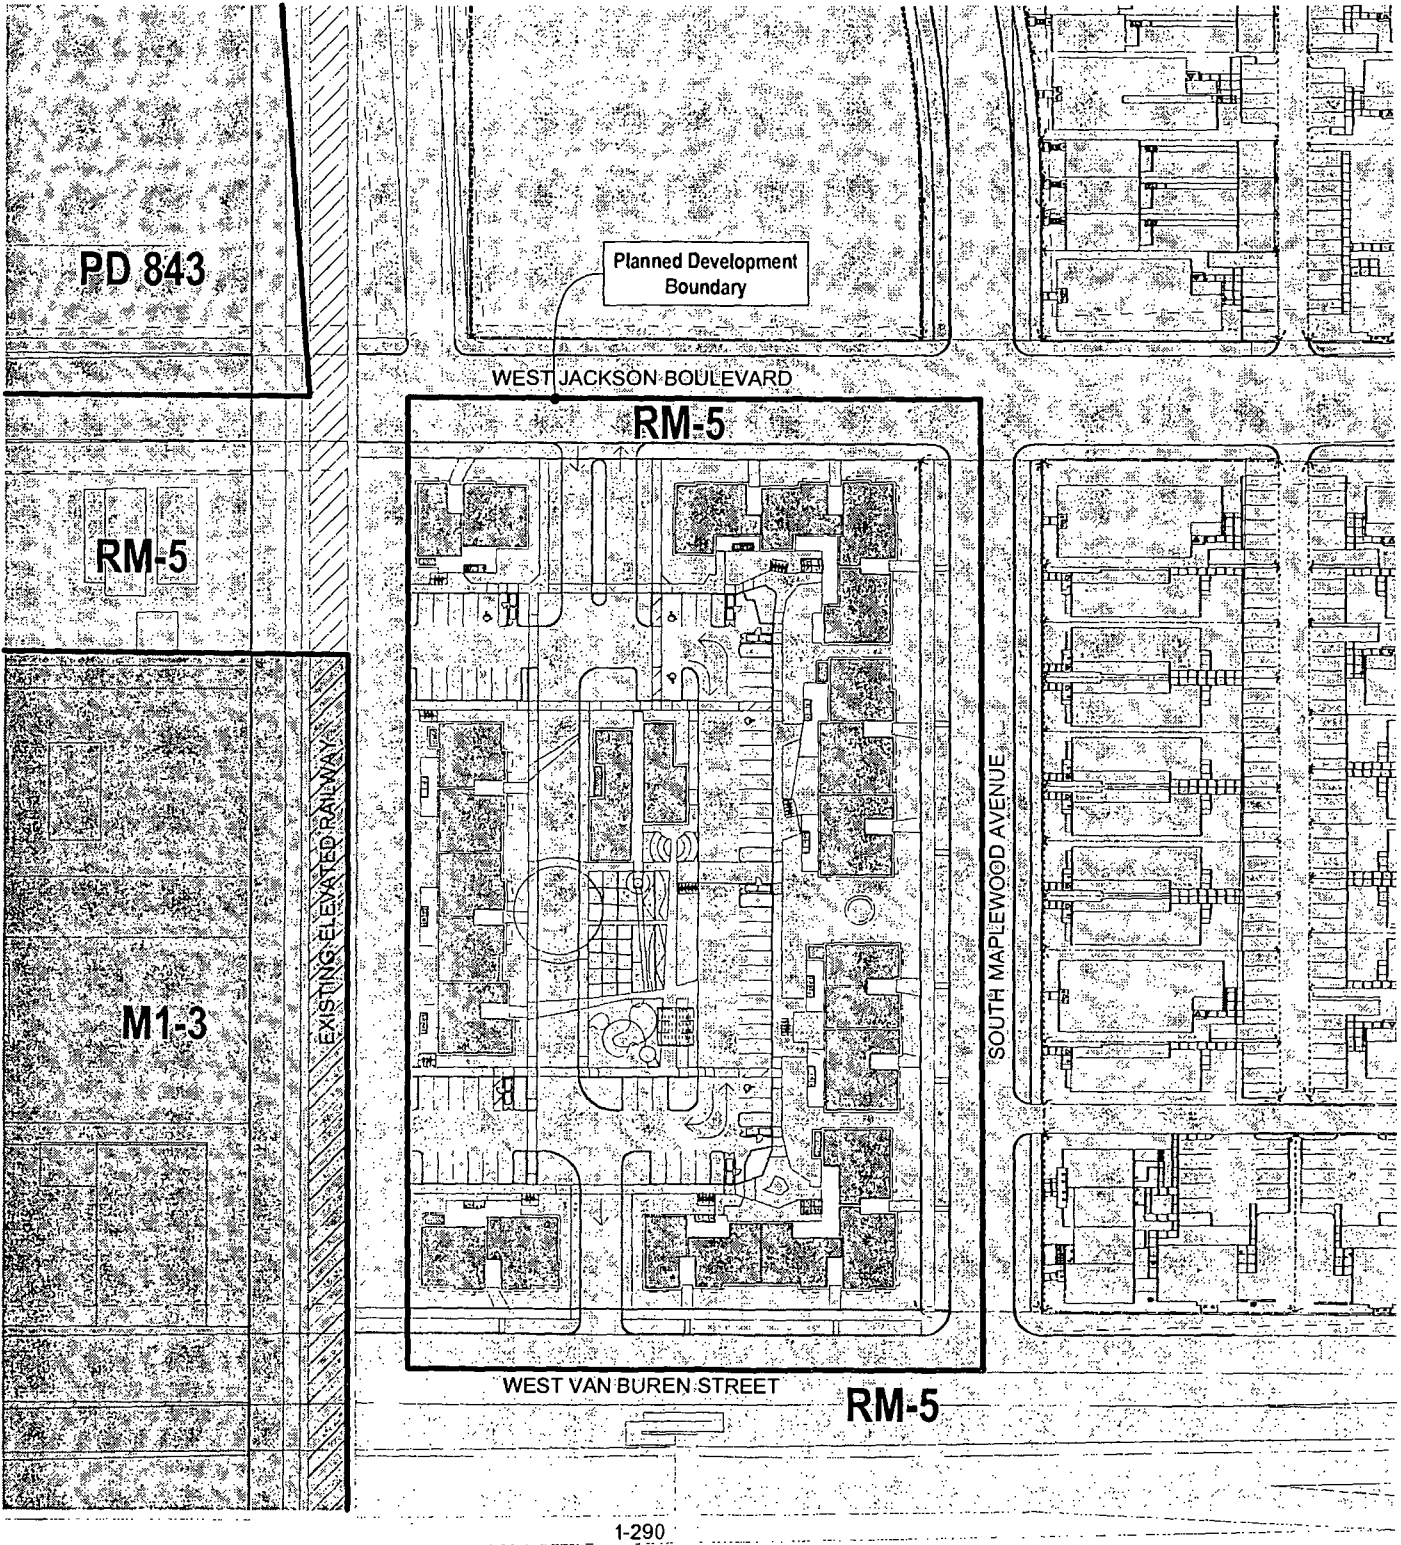 PD 843
Planned Development
Boundary
WEST JACKSON BOULEVARD
RM-5
RM-5
EXISTING ELEVATED RAILWAY
SOUTH MAPLEWOOD AVENUE
M1-3
WEST VAN BUREN STREET
RM-5
1-290